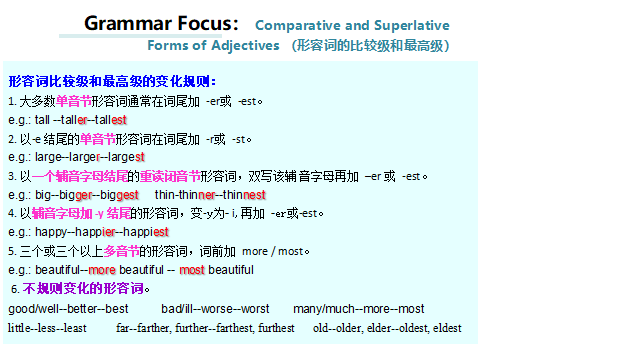 Grammar Focus： Comparative and Superlative
Forms of Adjectives （形容词的比较级和最高级）
形容词比较级和最高级的变化规则：
1. 大多数单音节形容词通常在词尾加 -er或 -est。
e.g.: tall --taller--tallest
2. 以-e 结尾的单音节形容词在词尾加 -r或 -st。
e.g.: large--larger--largest
3. 以一个辅音字母结尾的重读闭音节形容词，双写该辅音字母再加 –er 或 -est。
e.g.: big--bigger--biggest thin-thinner--thinnest
4. 以辅音字母加 -y 结尾的形容词，变-y为- i, 再加 -er或-est。
e.g.: happy--happier--happiest
5. 三个或三个以上多音节的形容词，词前加 more / most。
e.g.: beautiful--more beautiful -- most beautiful
6. 不规则变化的形容词。
good/well--better--best bad/ill--worse--worst many/much--more--most
little--less--least far--farther, further--farthest, furthest old--older, elder--oldest, eldest